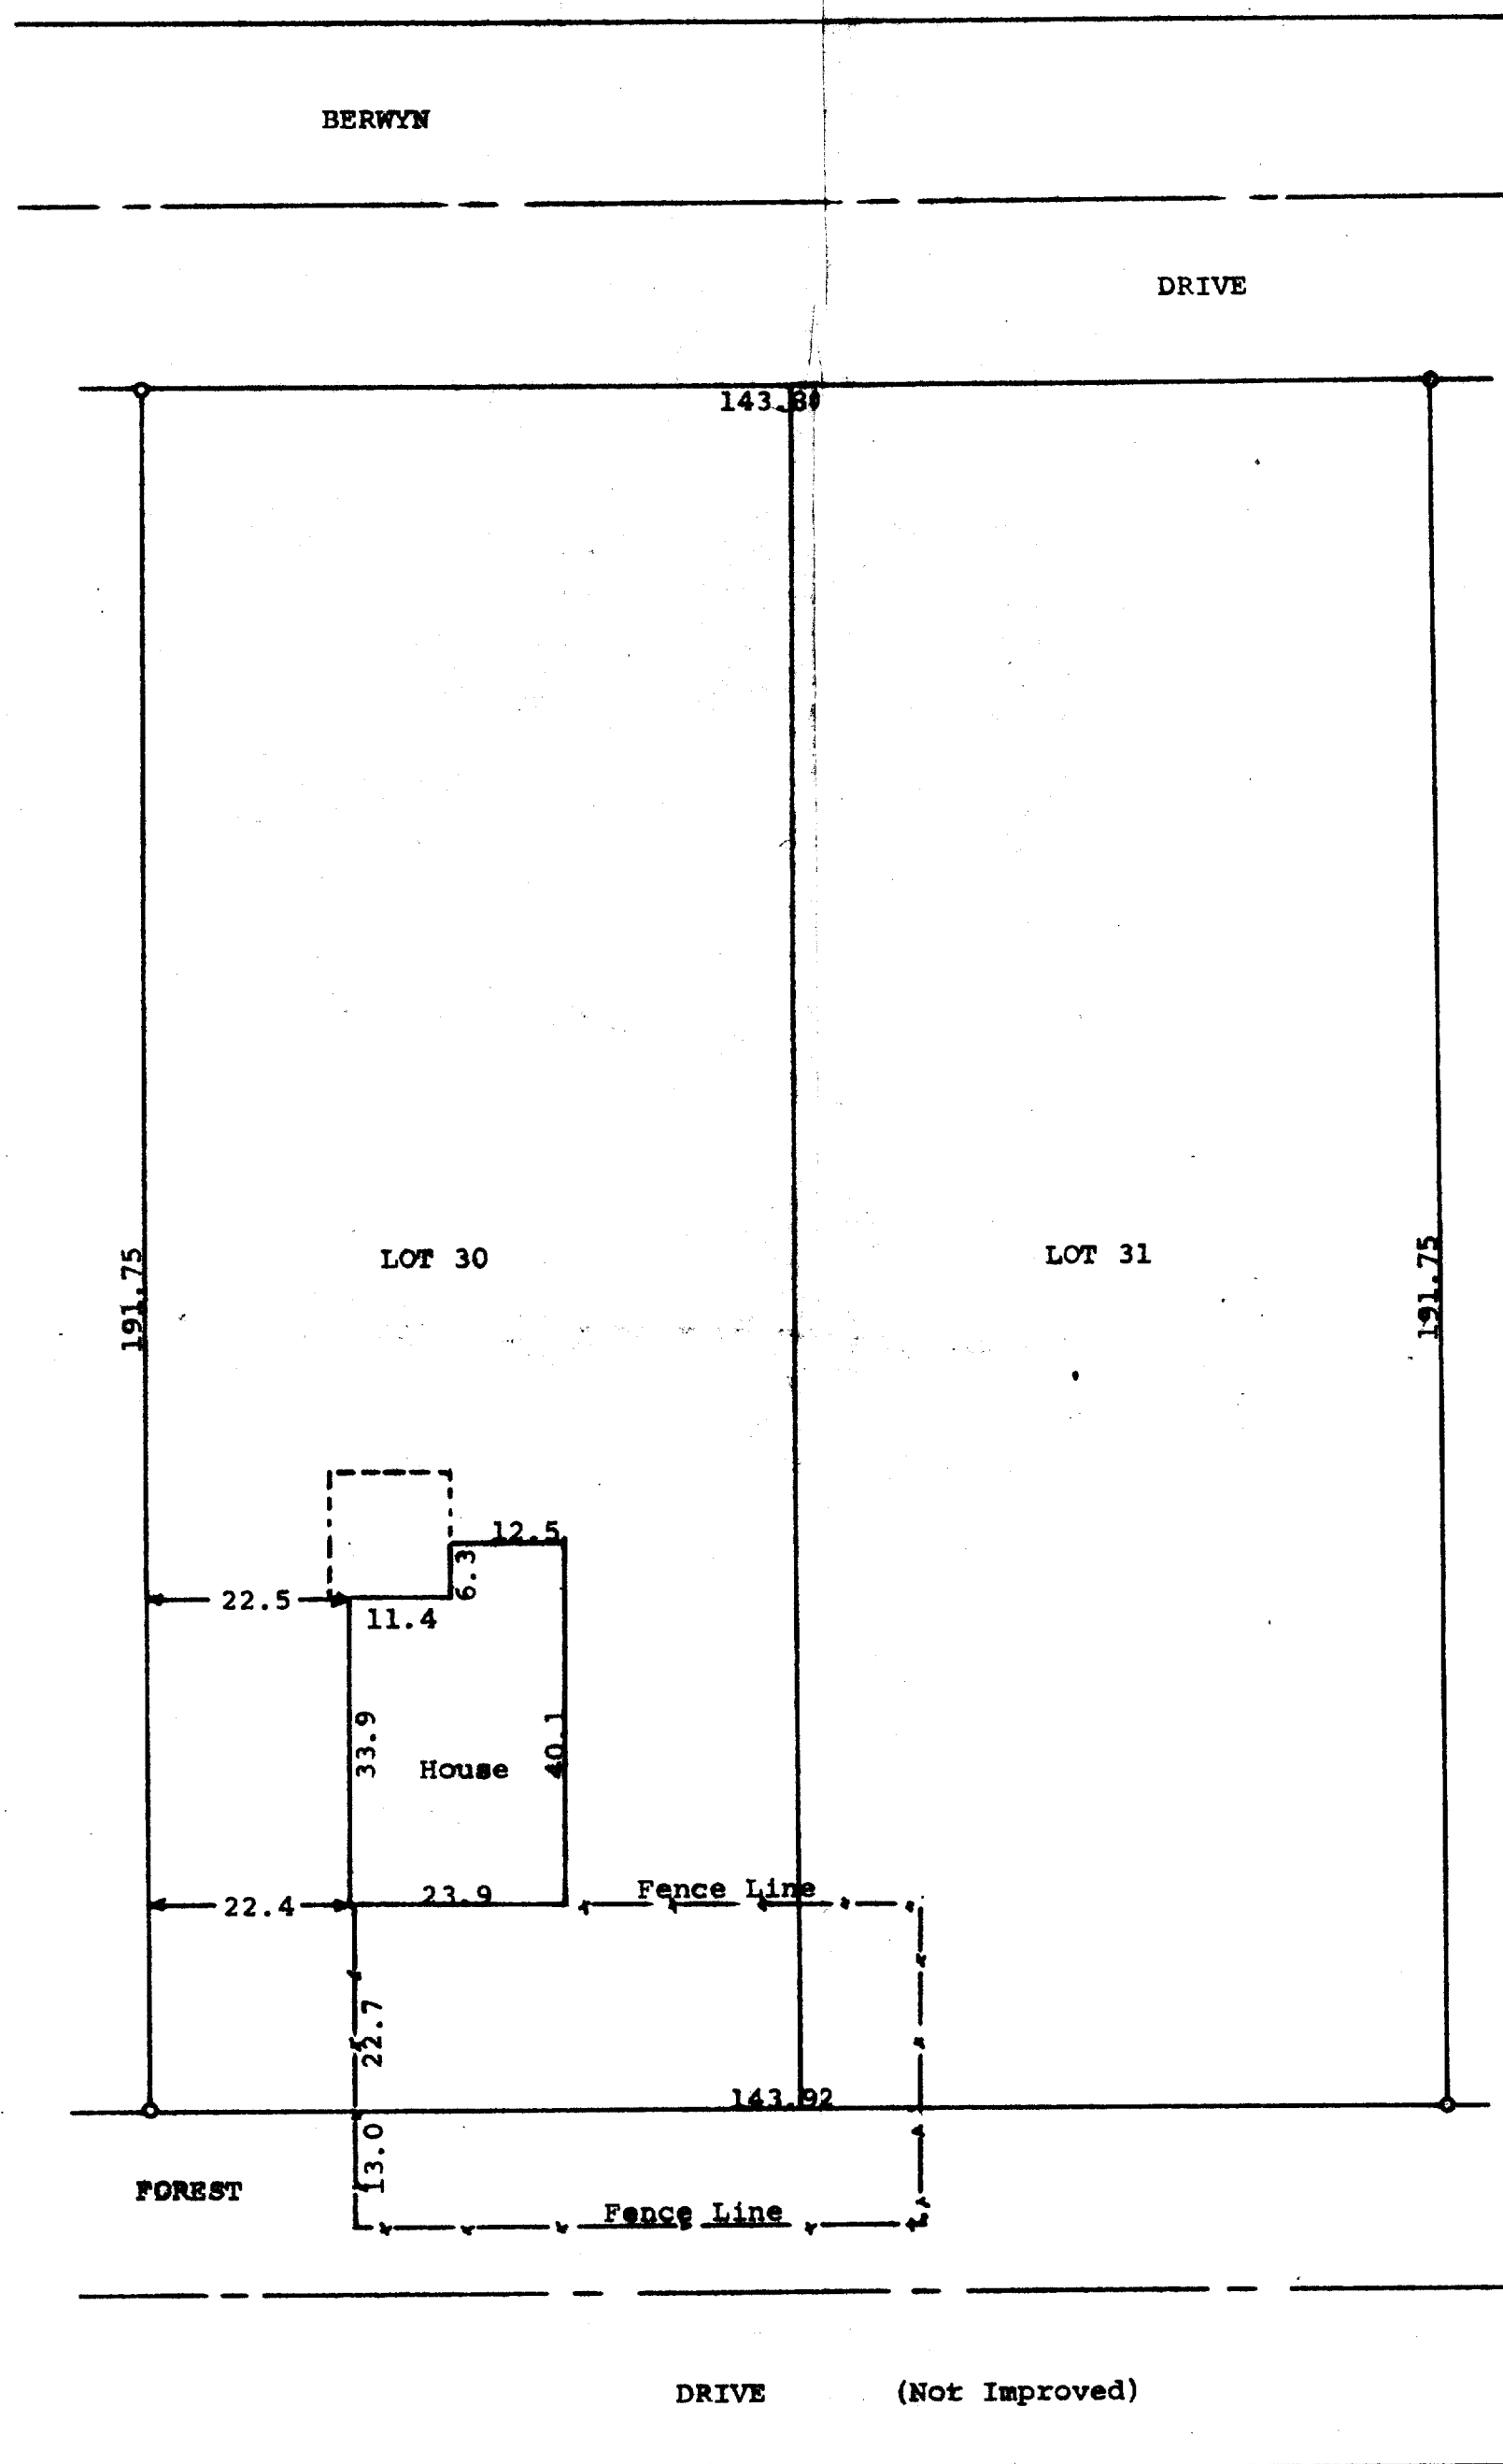 BERWYN
DRIVE
191.75
LOT 30
LOT 31
191.75
12.5
6.3
22.5
11.4
33.9
House
40.1
Fence Line
22.4
23.9
22.7
143.92
13.0
FOREST
Fence Line
DRIVE (Not Improved)